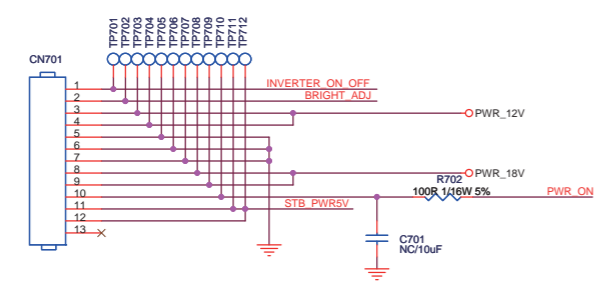 TP701
TP702
TP703
TP704
TP705
TP706
TP707
TP708
TP709
TP710
TP711
TP712
CN701
1
INVERTER_ON_OFF
2
BRIGHT_ADJ
3
PWR_12V
4
5
6
7
8
PWR_18V
9
R702
10
100R 1/16W 5%
PWR_ON
11
STB_PWR5V
12
13
C701
NC/10uF